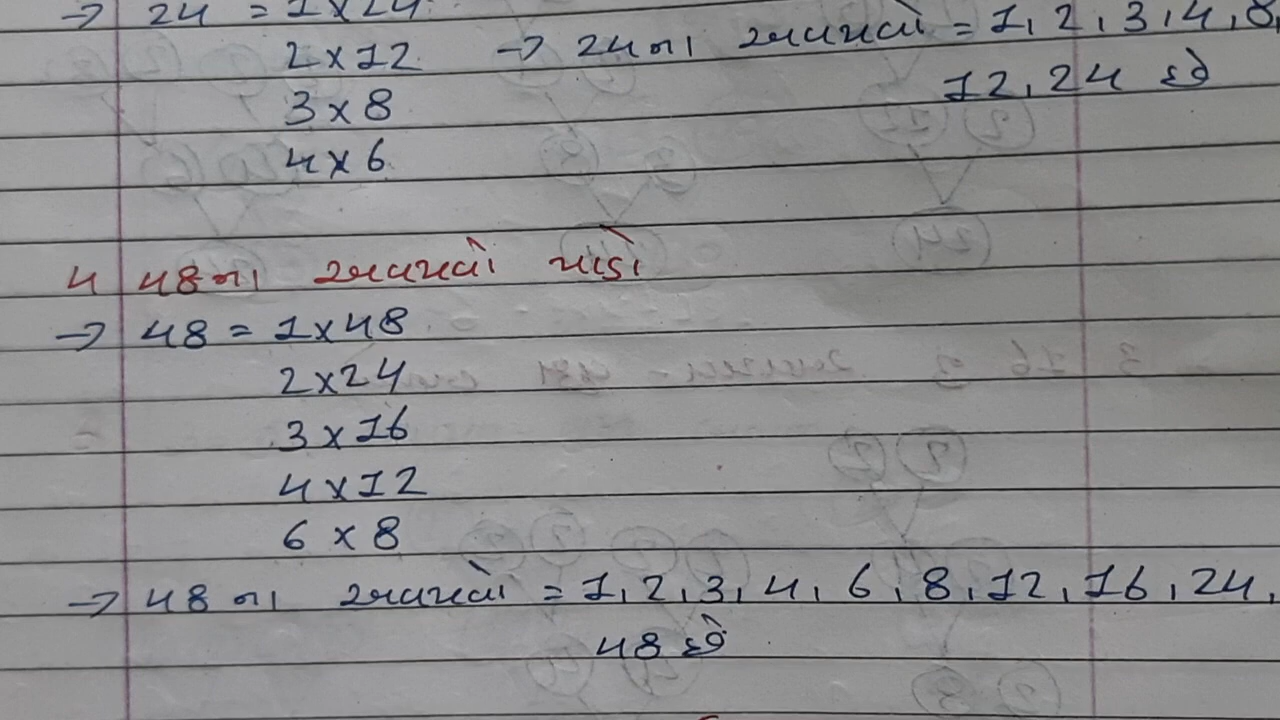 → 24 = 1×24
2×12 → 24ના અવયવો = 1, 2, 3, 4, 8,
3×8 12, 24 છે
4×6
4 48ના અવયવો પાડો
→ 48 = 1×48
2×24
3×16
4×12
6×8
→ 48ના અવયવો = 1, 2, 3, 4, 6, 8, 12, 16, 24,
48 છે